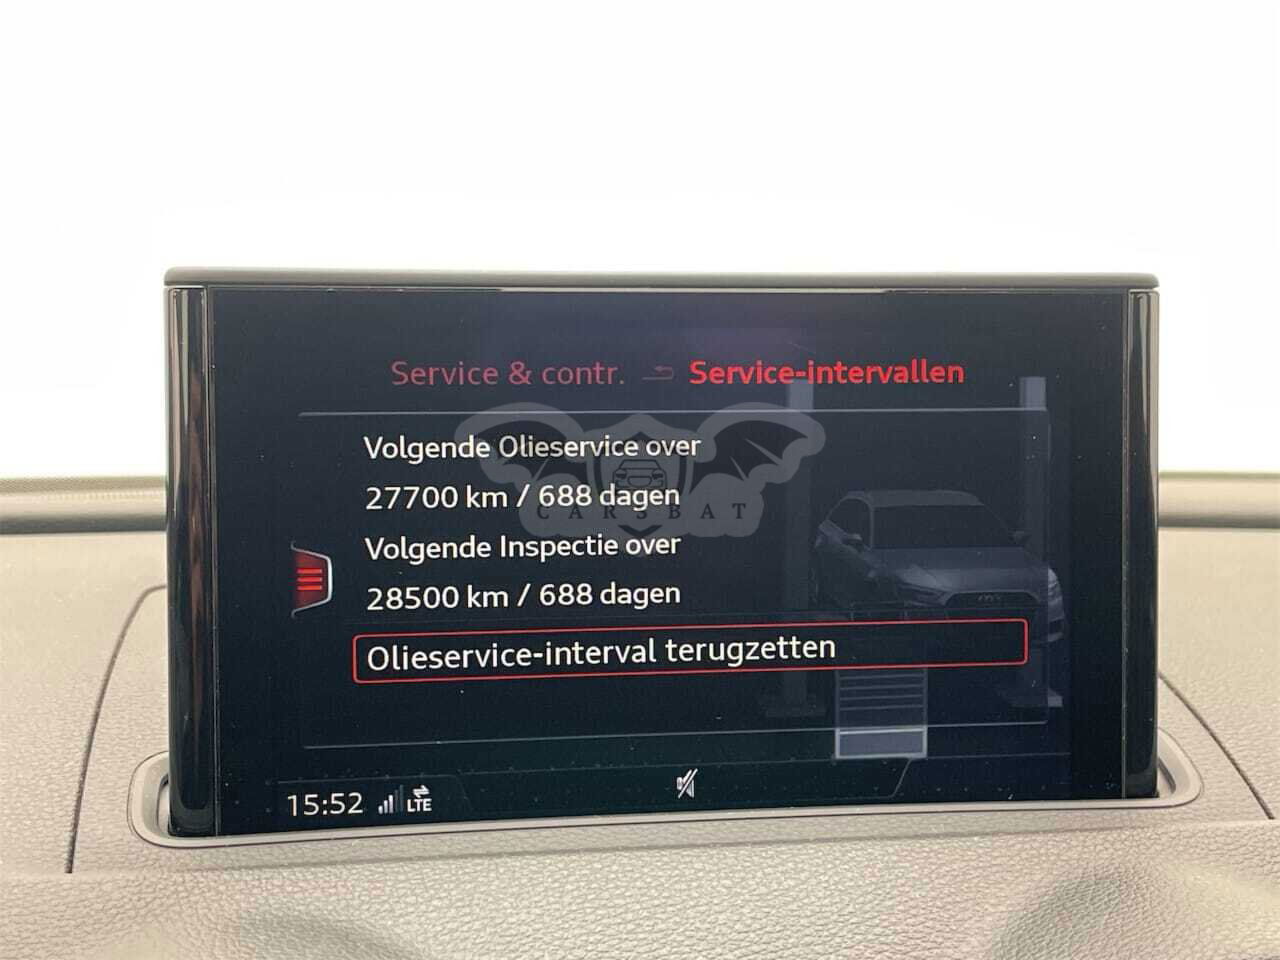 Service & contr. Service-intervallen
Volgende Olieservice over
27700 km / 688 dagen
CARSBAT
Volgende Inspectie over
28500 km / 688 dagen
Olieservice-interval terugzetten
15:52 LTE